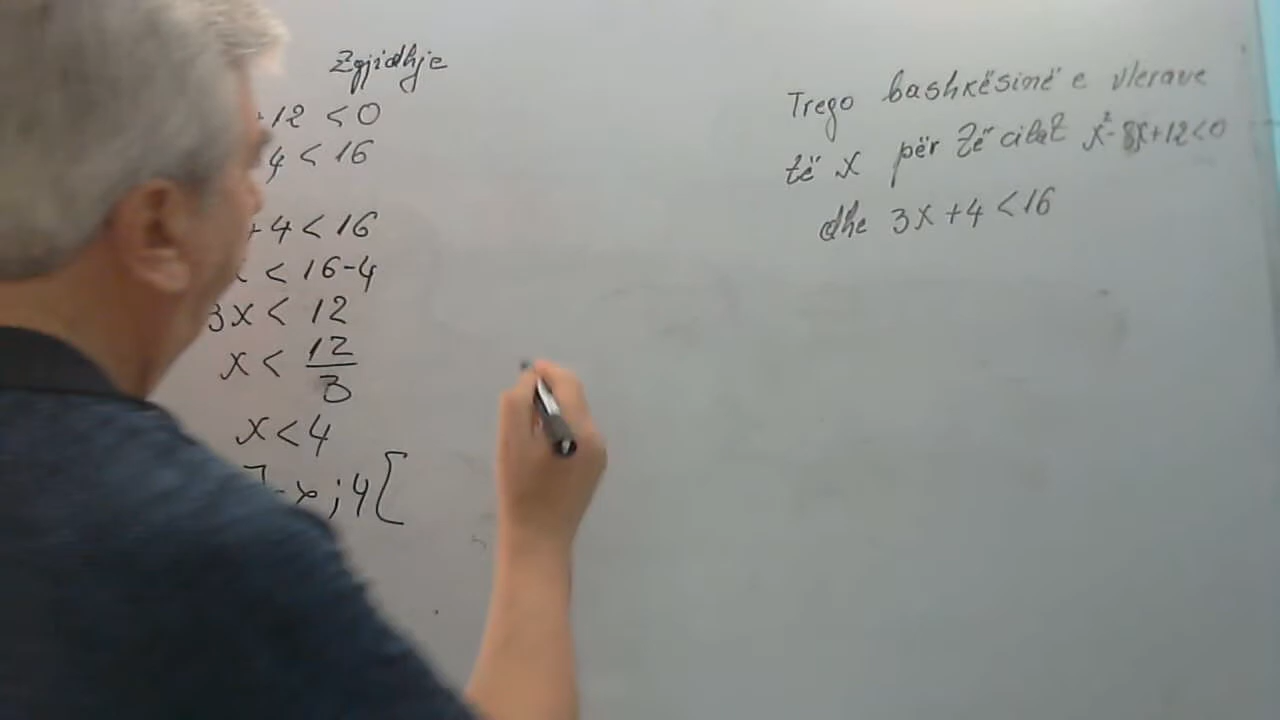 Zgjidhje
+12 < 0
4 < 16
+4 < 16
x < 16-4
3x < 12
x < 12/3
x < 4
]-∞;4[
Trego bashkësinë e vlerave
të x për të cilat x²-8x+12<0
dhe 3x+4 <16